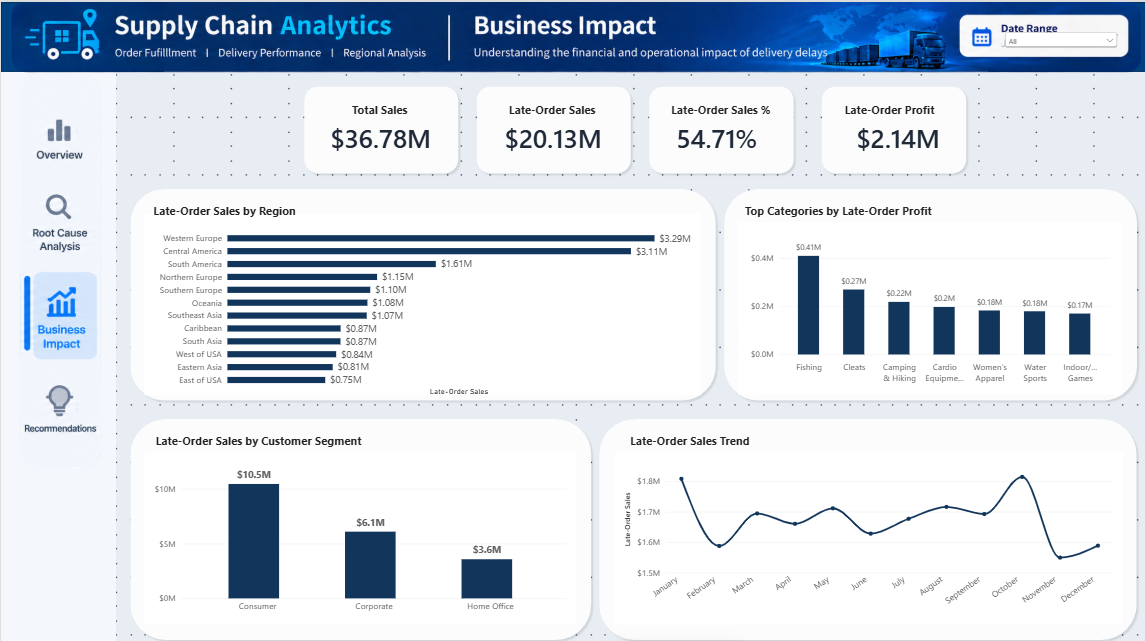 Supply Chain Analytics
Order Fufilllment | Delivery Performance | Regional Analysis
Business Impact
Understanding the financial and operational impact of delivery delays
Date Range
All
Overview
Root Cause
Analysis
Business
Impact
Recommendations
Total Sales
$36.78M
Late-Order Sales
$20.13M
Late-Order Sales %
54.71%
Late-Order Profit
$2.14M
Late-Order Sales by Region
Western Europe $3.29M
Central America $3.11M
South America $1.61M
Northern Europe $1.15M
Southern Europe $1.10M
Oceania $1.08M
Southeast Asia $1.07M
Caribbean $0.87M
South Asia $0.87M
West of USA $0.84M
Eastern Asia $0.81M
East of USA $0.75M
Late-Order Sales
Top Categories by Late-Order Profit
$0.4M
$0.2M
$0.0M
$0.41M
$0.27M
$0.22M
$0.2M
$0.18M
$0.18M
$0.17M
Fishing
Cleats
Camping
& Hiking
Cardio
Equipme...
Women's
Apparel
Water
Sports
Indoor/...
Games
Late-Order Sales by Customer Segment
$10M
$5M
$0M
$10.5M
$6.1M
$3.6M
Consumer
Corporate
Home Office
Late-Order Sales Trend
Late-Order Sales
$1.8M
$1.7M
$1.6M
$1.5M
January
February
March
April
May
June
July
August
September
October
November
December